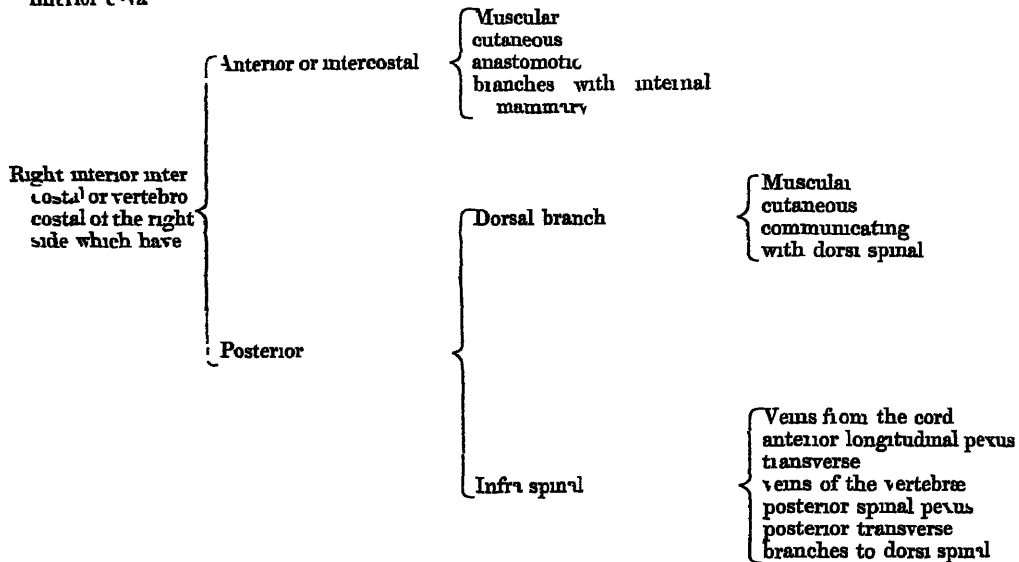 Muscular
cutaneous
anastomotic
branches with internal
mammary
Anterior or intercostal
Right inferior inter
costal or vertebro
costal of the right
side which have
Dorsal branch
Muscular
cutaneous
communicating
with dorsi spinal
Posterior
Infra spinal
Veins from the cord
anterior longitudinal pexus
transverse
veins of the vertebræ
posterior spinal pexus
posterior transverse
branches to dorsi spinal